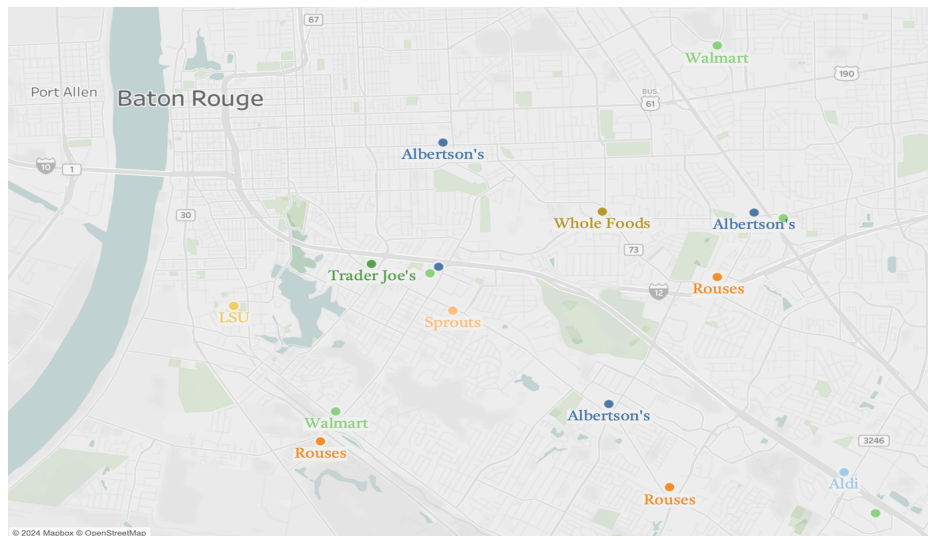 67
Walmart
190
Port Allen
Baton Rouge
BUS.
61
Albertson's
10
1
30
Whole Foods
Albertson's
73
Trader Joe's
Rouses
12
LSU
Sprouts
Walmart
Albertson's
Rouses
3246
Aldi
Rouses
© 2024 Mapbox © OpenStreetMap